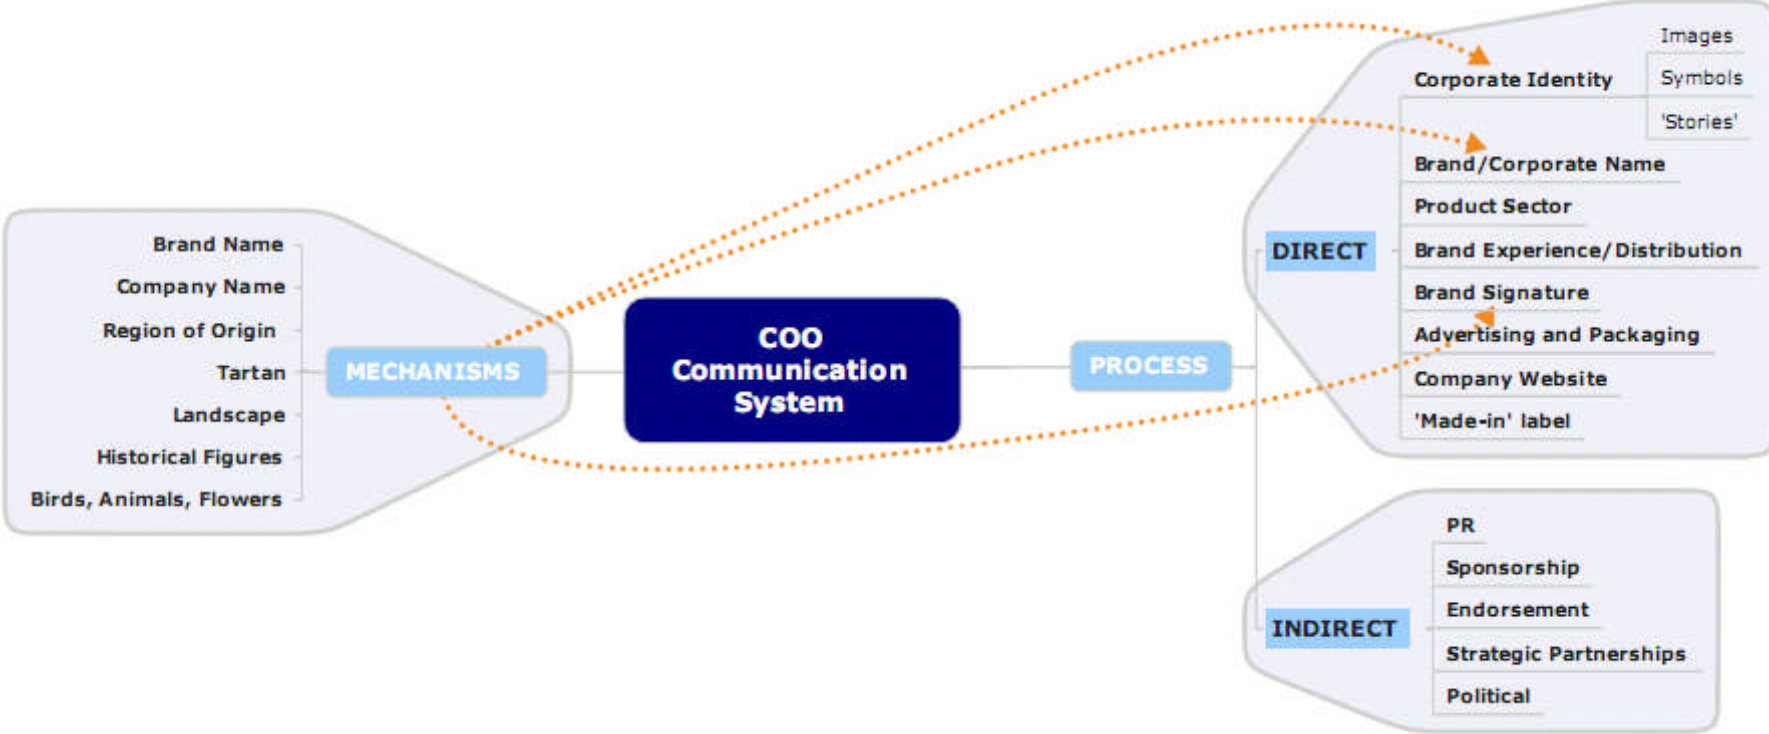 Brand Name
Company Name
Region of Origin
Tartan
Landscape
Historical Figures
Birds, Animals, Flowers
MECHANISMS
COO
Communication
System
PROCESS
DIRECT
Corporate Identity
Images
Symbols
'Stories'
Brand/Corporate Name
Product Sector
Brand Experience/Distribution
Brand Signature
Advertising and Packaging
Company Website
'Made-in' label
INDIRECT
PR
Sponsorship
Endorsement
Strategic Partnerships
Political